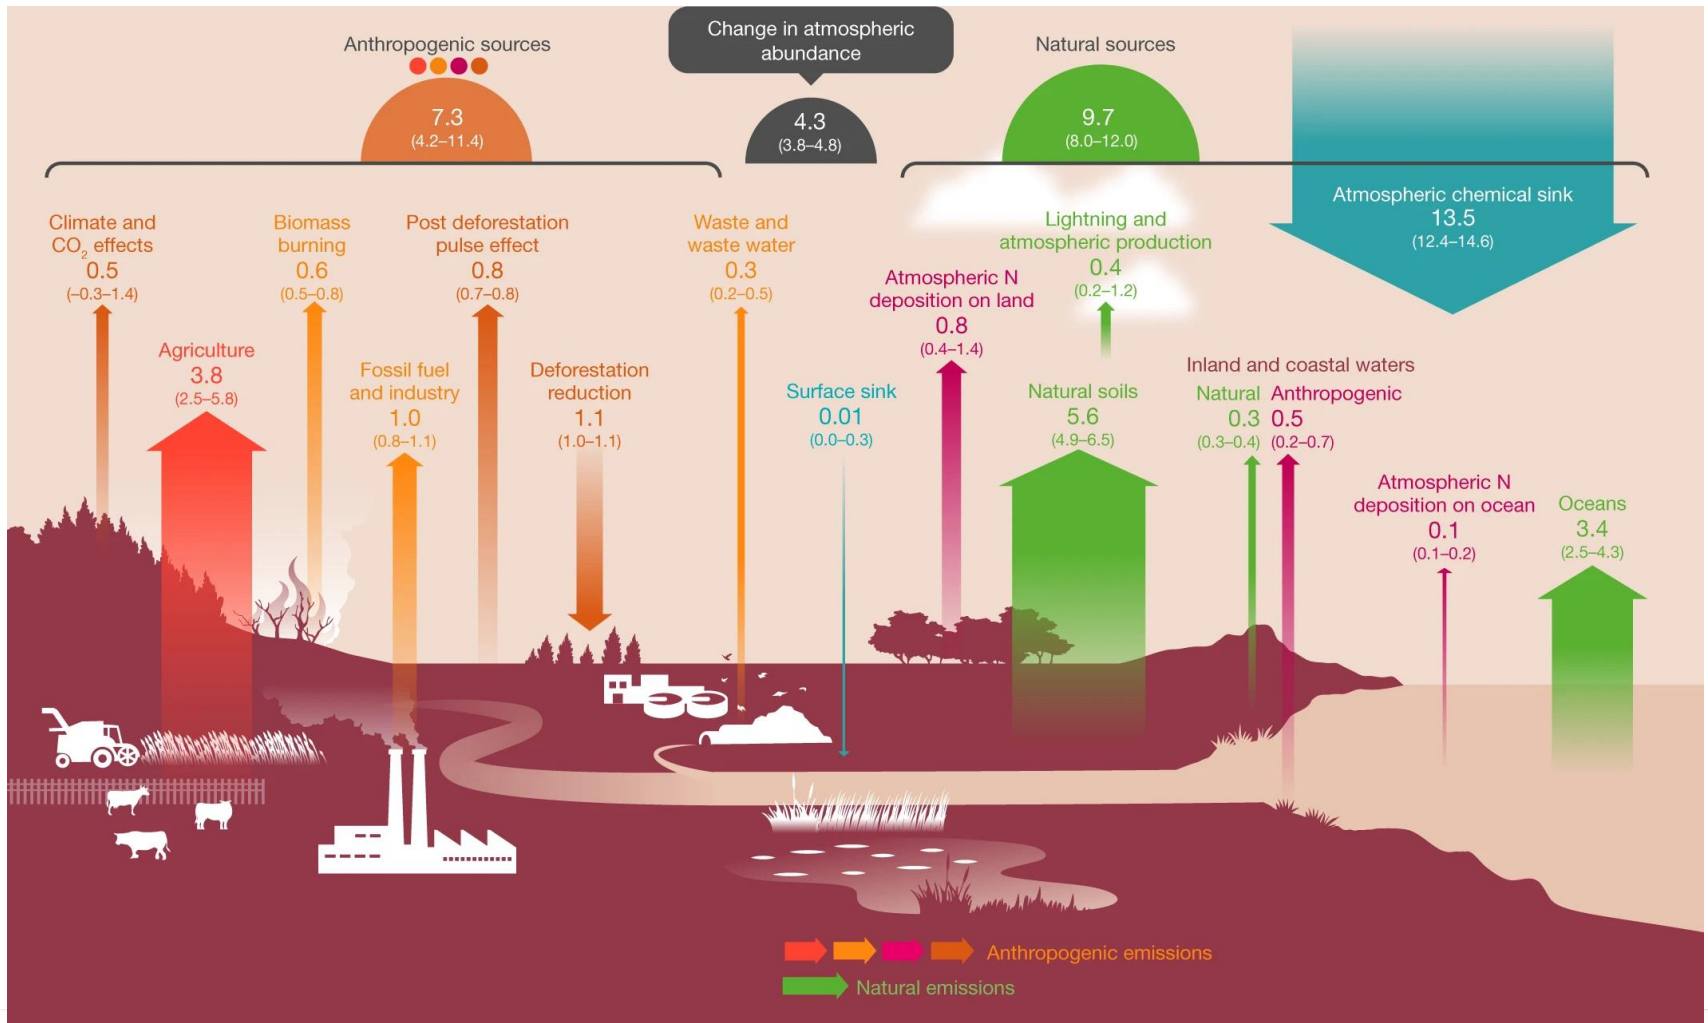 Anthropogenic sources
7.3
(4.2–11.4)
Change in atmospheric
abundance
4.3
(3.8–4.8)
Natural sources
9.7
(8.0–12.0)
Atmospheric chemical sink
13.5
(12.4–14.6)
Climate and
CO₂ effects
0.5
(–0.3–1.4)
Agriculture
3.8
(2.5–5.8)
Biomass
burning
0.6
(0.5–0.8)
Fossil fuel
and industry
1.0
(0.8–1.1)
Post deforestation
pulse effect
0.8
(0.7–0.8)
Deforestation
reduction
1.1
(1.0–1.1)
Waste and
waste water
0.3
(0.2–0.5)
Surface sink
0.01
(0.0–0.3)
Atmospheric N
deposition on land
0.8
(0.4–1.4)
Lightning and
atmospheric production
0.4
(0.2–1.2)
Natural soils
5.6
(4.9–6.5)
Inland and coastal waters
Natural
0.3
(0.3–0.4)
Anthropogenic
0.5
(0.2–0.7)
Atmospheric N
deposition on ocean
0.1
(0.1–0.2)
Oceans
3.4
(2.5–4.3)
Anthropogenic emissions
Natural emissions